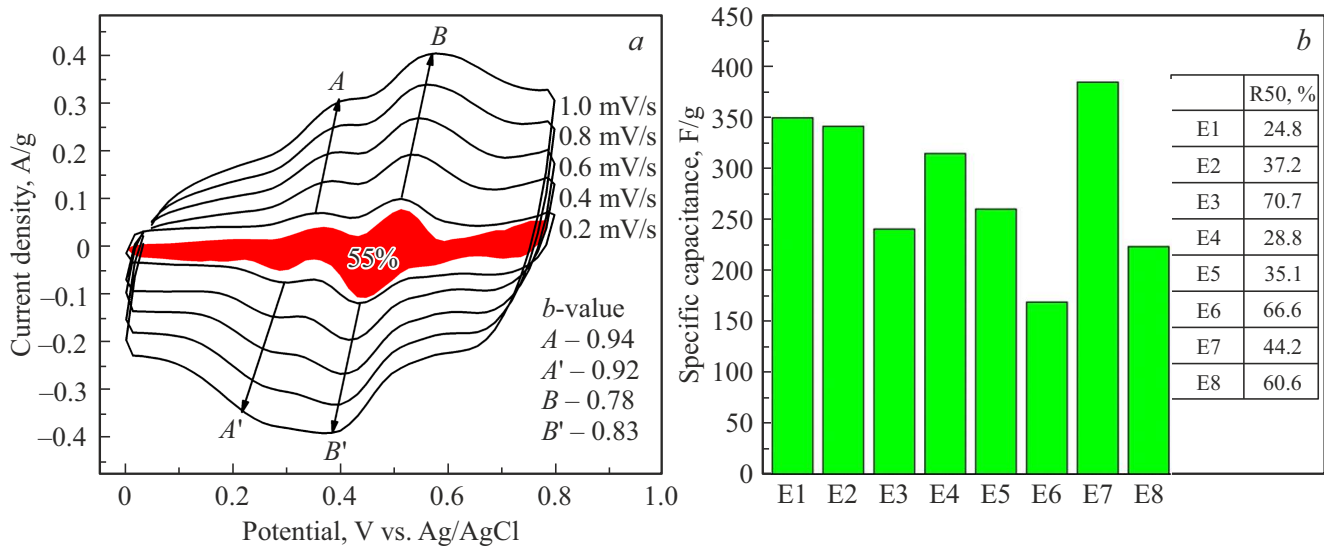 a
0.4
0.3
0.2
0.1
0
–0.1
–0.2
–0.3
–0.4
Current density, A/g
A
B
1.0 mV/s
0.8 mV/s
0.6 mV/s
0.4 mV/s
0.2 mV/s
55%
b-value
A – 0.94
A' – 0.92
B – 0.78
B' – 0.83
A'
B'
0 0.2 0.4 0.6 0.8 1.0
Potential, V vs. Ag/AgCl
b
450
400
350
300
250
200
150
100
50
0
Specific capacitance, F/g
R50, %
E1 24.8
E2 37.2
E3 70.7
E4 28.8
E5 35.1
E6 66.6
E7 44.2
E8 60.6
E1 E2 E3 E4 E5 E6 E7 E8